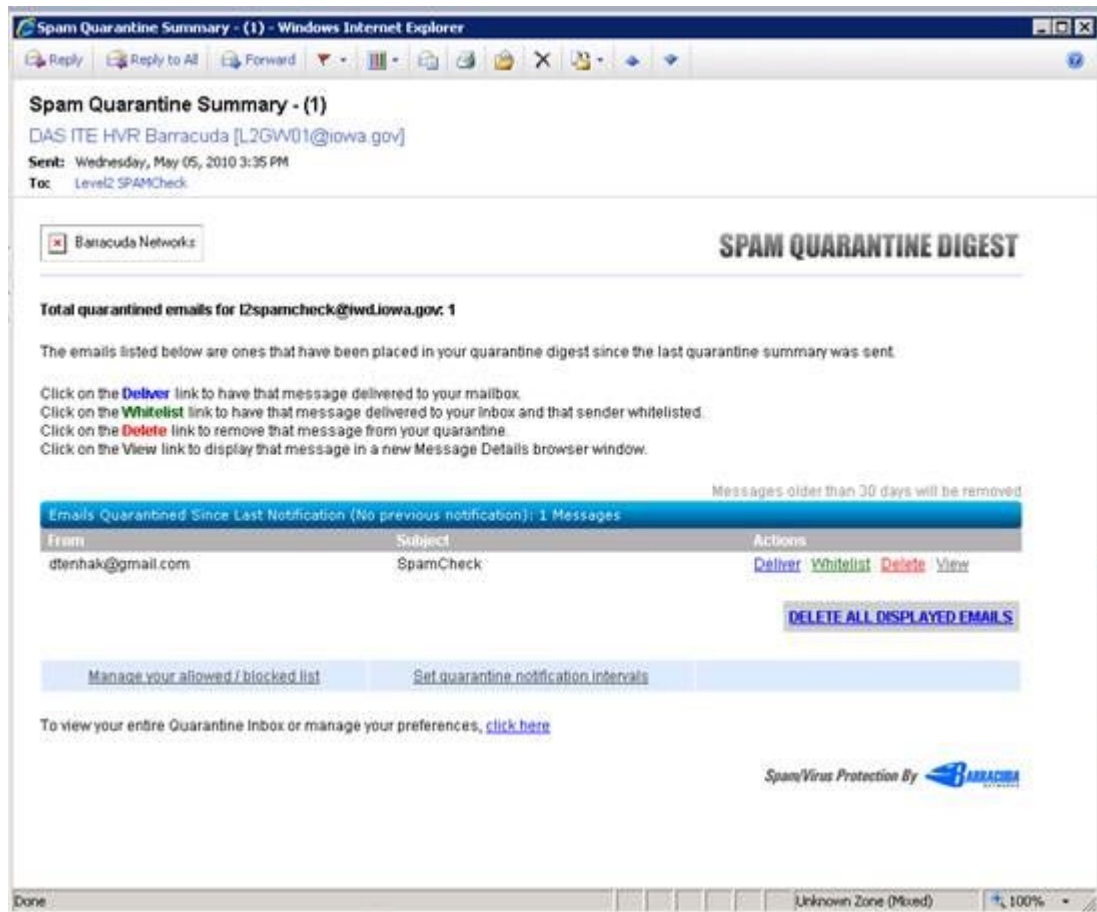 Spam Quarantine Summary - (1) - Windows Internet Explorer
Reply Reply to All Forward
Spam Quarantine Summary - (1)
DAS ITE HVR Barracuda [L2GW01@iowa.gov]
Sent: Wednesday, May 05, 2010 3:35 PM
To: Level2 SPAMCheck
Barracuda Networks
SPAM QUARANTINE DIGEST
Total quarantined emails for l2spamcheck@iwd.iowa.gov: 1
The emails listed below are ones that have been placed in your quarantine digest since the last quarantine summary was sent.
Click on the Deliver link to have that message delivered to your mailbox.
Click on the Whitelist link to have that message delivered to your inbox and that sender whitelisted.
Click on the Delete link to remove that message from your quarantine.
Click on the View link to display that message in a new Message Details browser window.
Messages older than 30 days will be removed
Emails Quarantined Since Last Notification (No previous notification): 1 Messages
From Subject Actions
dtenhak@gmail.com SpamCheck Deliver Whitelist Delete View
DELETE ALL DISPLAYED EMAILS
Manage your allowed / blocked list Set quarantine notification intervals
To view your entire Quarantine Inbox or manage your preferences, click here
Spam/Virus Protection By BARRACUDA NETWORKS
Done Unknown Zone (Mixed) 100%